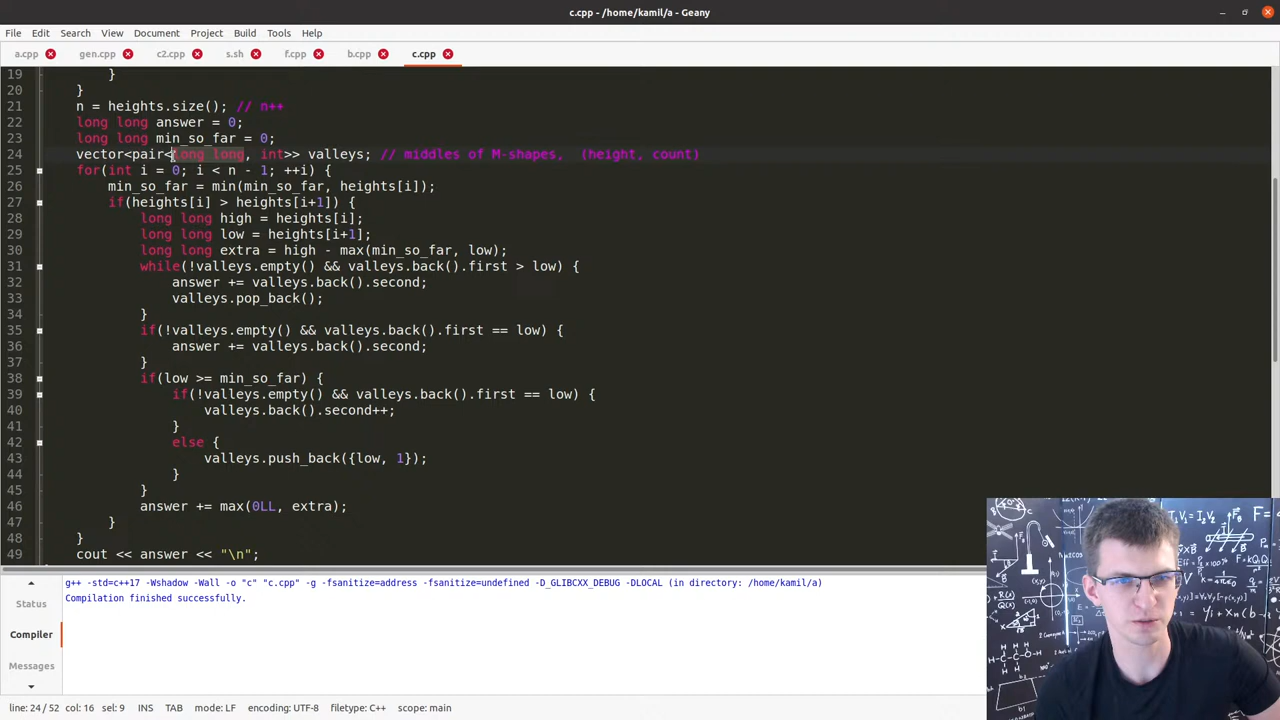 c.cpp - /home/kamil/a - Geany
File Edit Search View Document Project Build Tools Help
a.cpp gen.cpp c2.cpp s.sh f.cpp b.cpp c.cpp
19 }
20 }
21 n = heights.size(); // n++
22 long long answer = 0;
23 long long min_so_far = 0;
24 vector<pair<long long, int>> valleys; // middles of M-shapes,  (height, count)
25 for(int i = 0; i < n - 1; ++i) {
26 min_so_far = min(min_so_far, heights[i]);
27 if(heights[i] > heights[i+1]) {
28 long long high = heights[i];
29 long long low = heights[i+1];
30 long long extra = high - max(min_so_far, low);
31 while(!valleys.empty() && valleys.back().first > low) {
32 answer += valleys.back().second;
33 valleys.pop_back();
34 }
35 if(!valleys.empty() && valleys.back().first == low) {
36 answer += valleys.back().second;
37 }
38 if(low >= min_so_far) {
39 if(!valleys.empty() && valleys.back().first == low) {
40 valleys.back().second++;
41 }
42 else {
43 valleys.push_back({low, 1});
44 }
45 }
46 answer += max(0LL, extra);
47 }
48 }
49 cout << answer << "\n";
Status
Compiler
Messages
g++ -std=c++17 -Wshadow -Wall -o "c" "c.cpp" -g -fsanitize=address -fsanitize=undefined -D_GLIBCXX_DEBUG -DLOCAL (in directory: /home/kamil/a)
Compilation finished successfully.
line: 24 / 52 col: 16 sel: 9 INS TAB mode: LF encoding: UTF-8 filetype: C++ scope: main